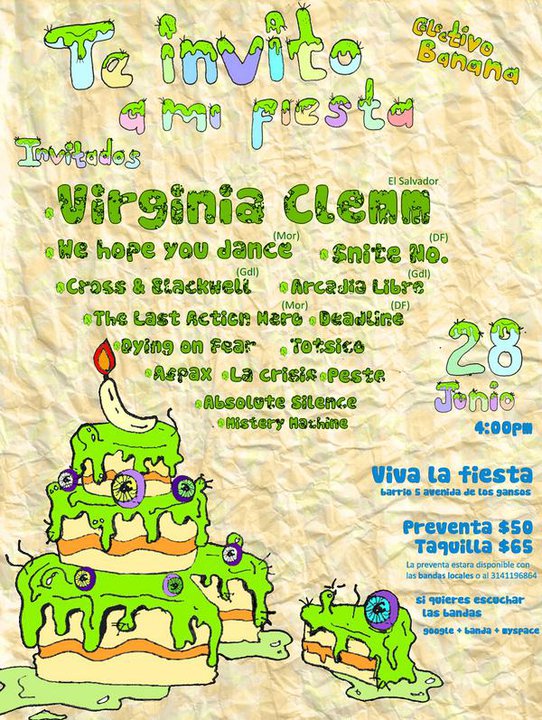 Te invito
a mi fiesta
Colectivo
Banana
Invitados
El Salvador
Virginia Clemm
(Mor) (DF)
We hope you dance Snite No.
(Gdl) (Gdl)
Cross & Blackwell Arcadia Libre
(Mor) (DF)
The Last Action Hero Deadline
Dying on Fear Totsico
Aspax La crisis Peste
Absolute Silence
Mistery Machine
28
Junio
4:00pm
Viva la fiesta
barrio 5 avenida de los gansos
Preventa $50
Taquilla $65
La preventa estara disponible con
las bandas locales o al 3141196864
si quieres escuchar
las bandas
google + banda + myspace